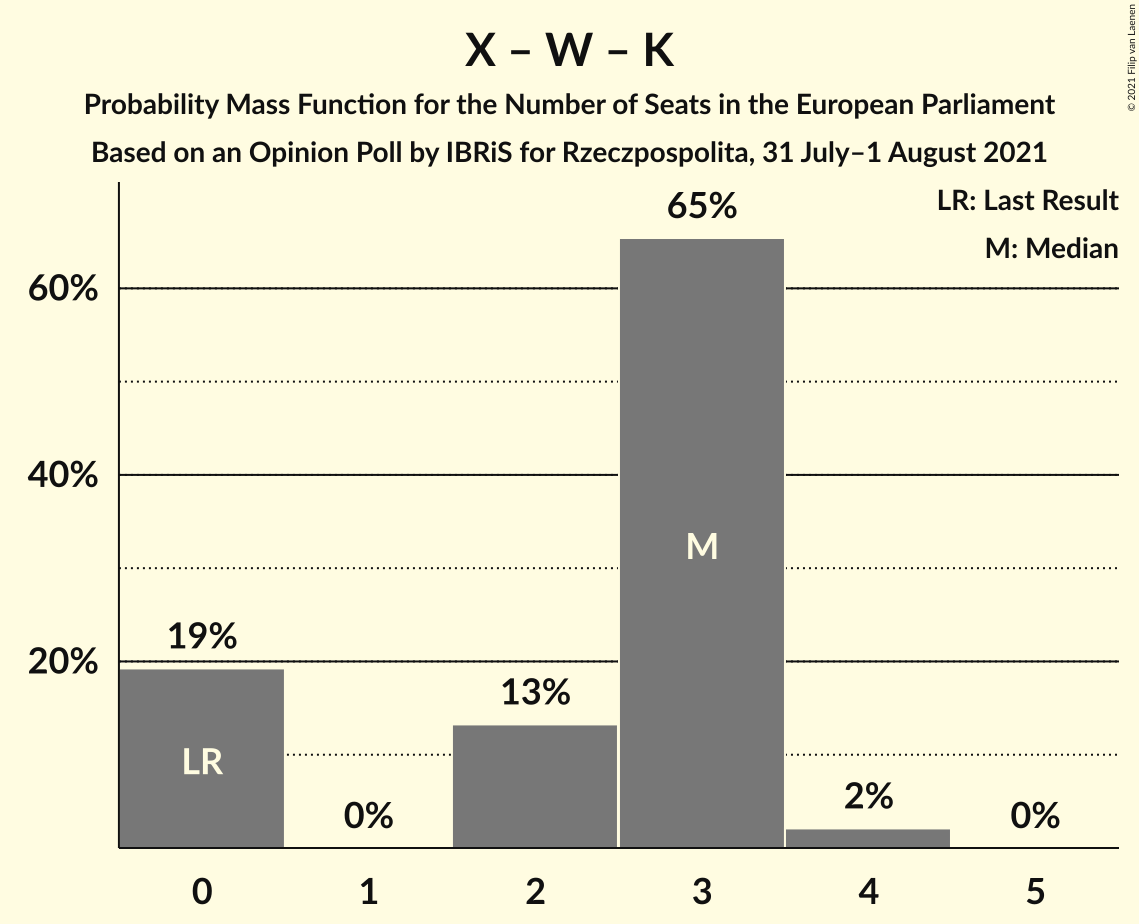 X – W – K
Probability Mass Function for the Number of Seats in the European Parliament
Based on an Opinion Poll by IBRiS for Rzeczpospolita, 31 July–1 August 2021
© 2021 Filip van Laenen
LR: Last Result
M: Median
60%
40%
20%
19%
0%
13%
65%
2%
0%
LR
M
0 1 2 3 4 5